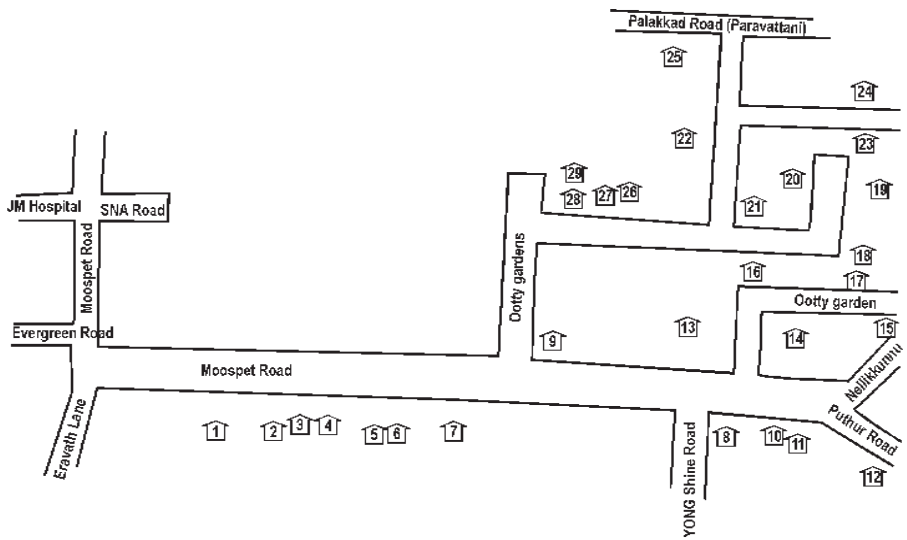 Palakkad Road (Paravattani)
25
24
22
23
29
28
27
26
20
19
21
JM Hospital
SNA Road
Moospet Road
Ootty gardens
18
16
17
Ootty garden
Evergreen Road
9
13
14
15
Nellikkunnu
Moospet Road
Eravath Lane
1
2
3
4
5
6
7
8
10
11
Puthur Road
12
YONG Shine Road